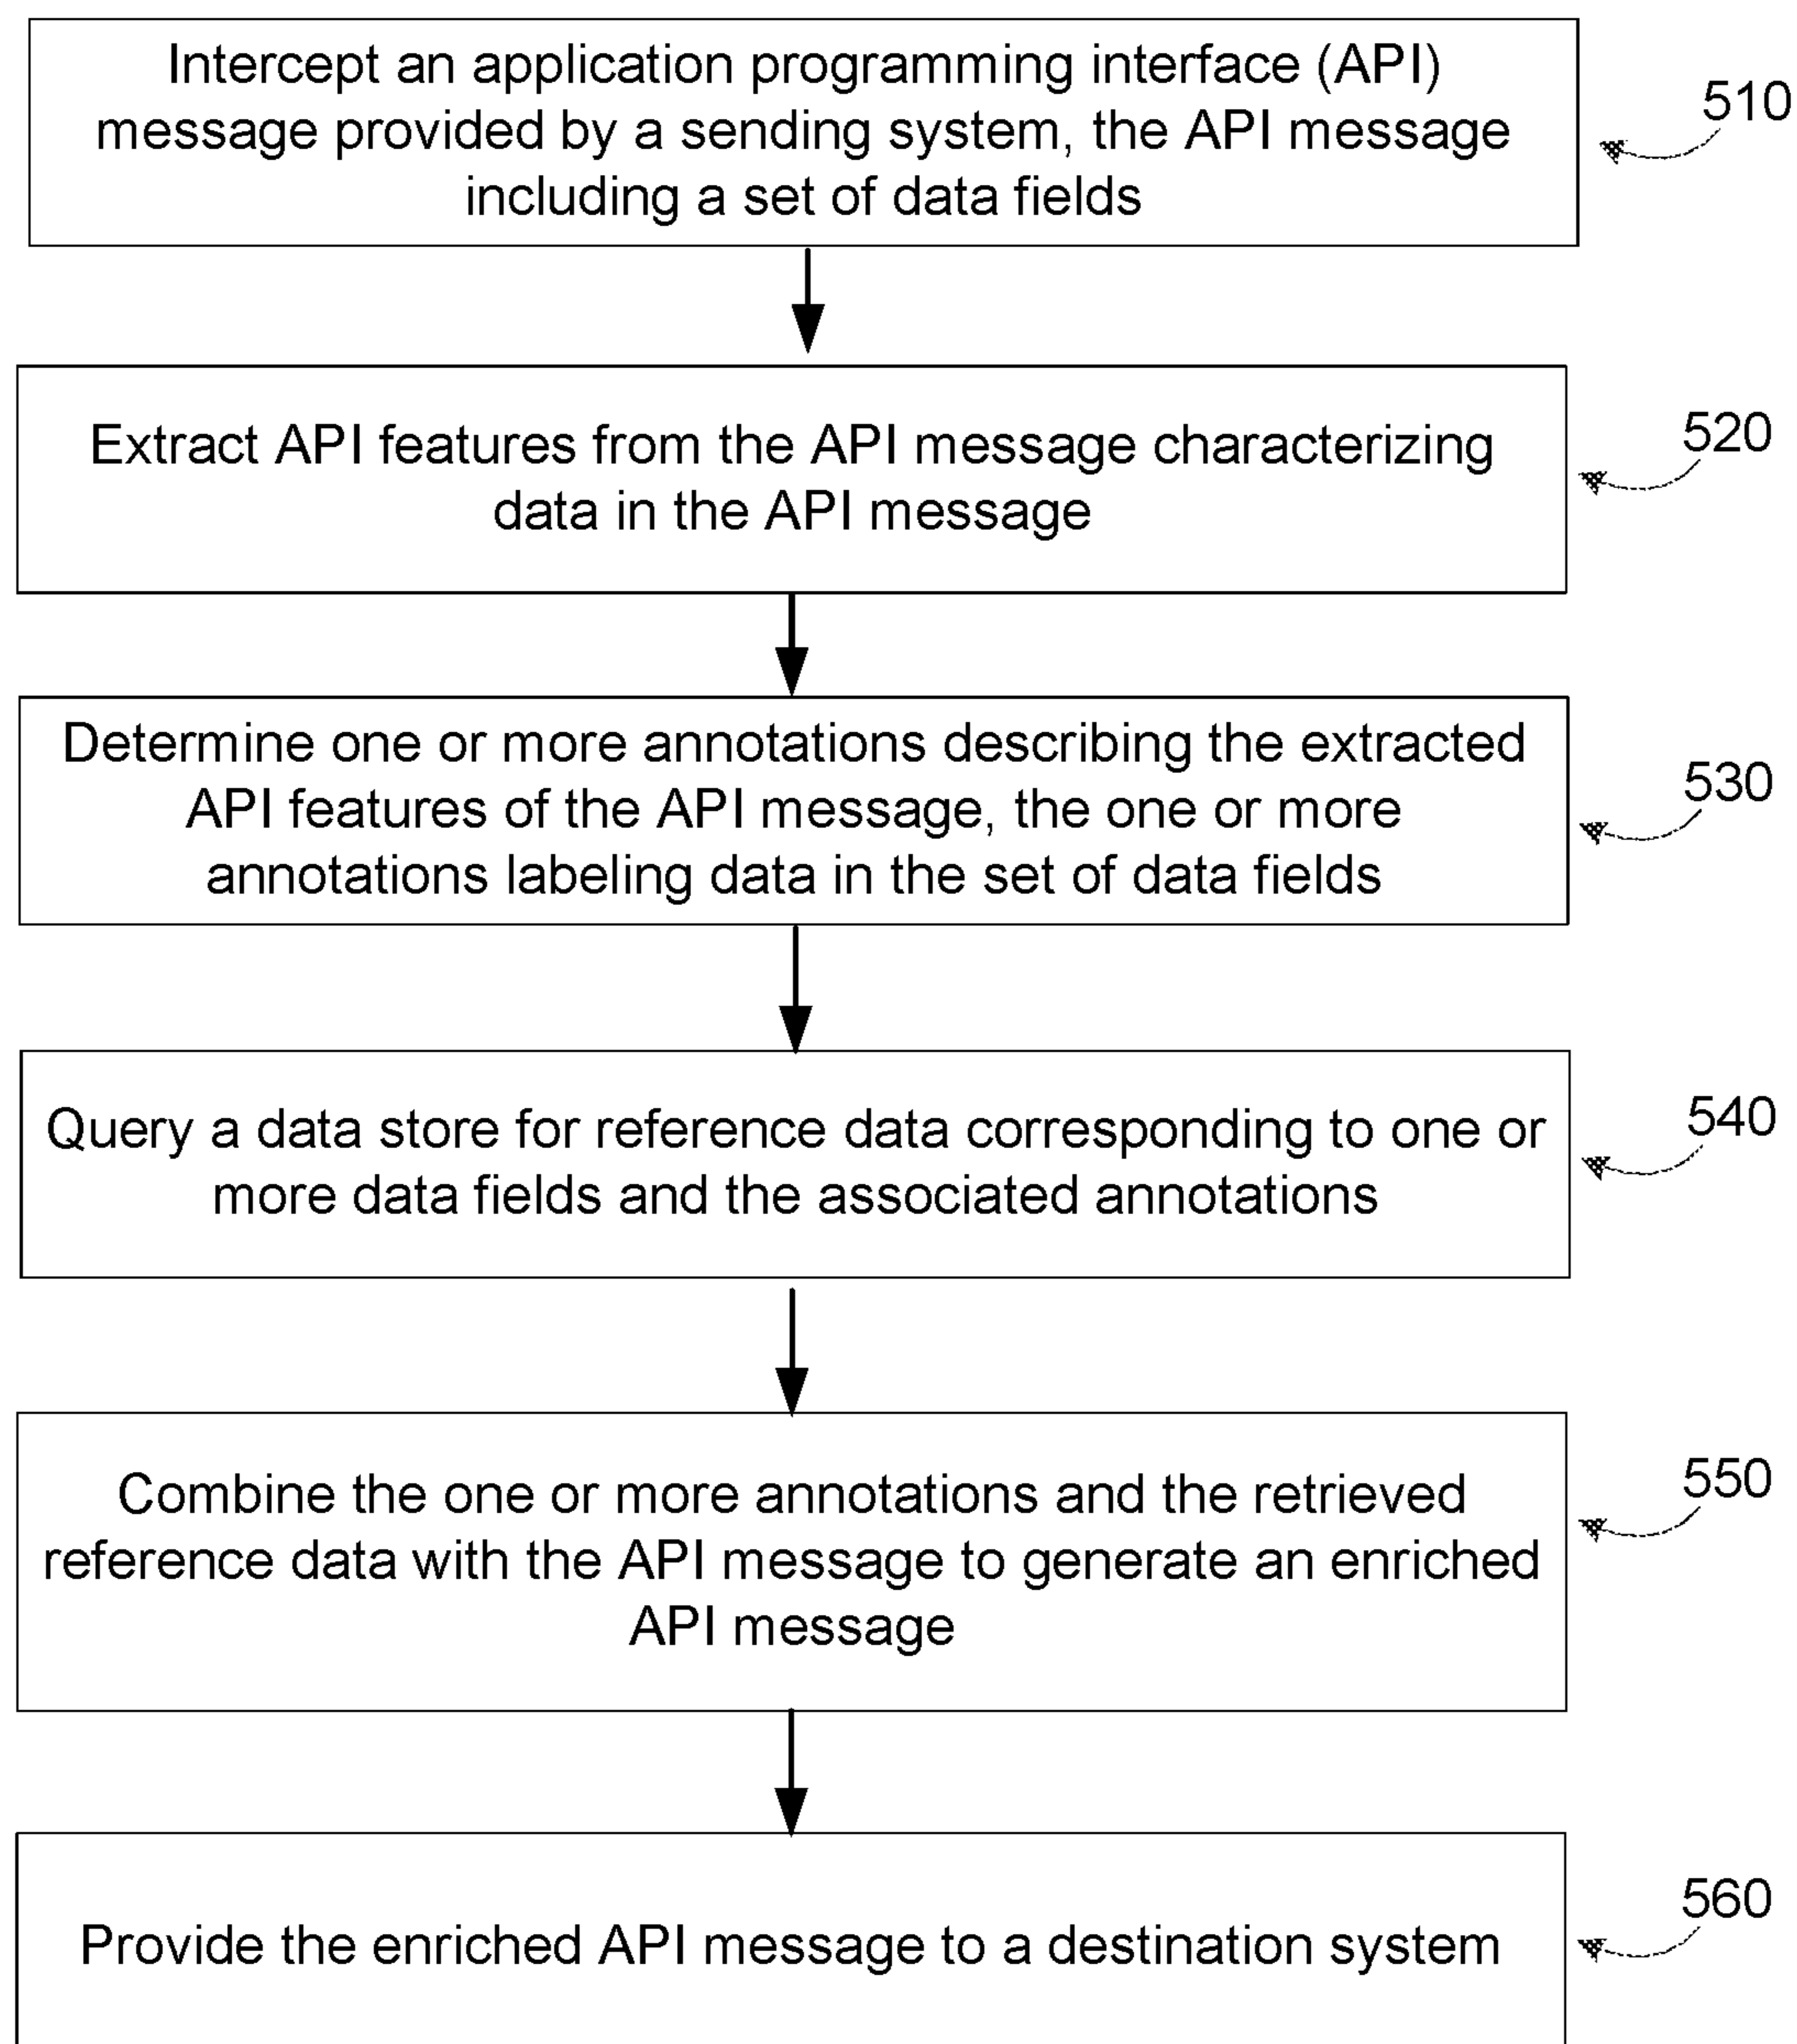 Intercept an application programming interface (API)
message provided by a sending system, the API message
including a set of data fields
510
Extract API features from the API message characterizing
data in the API message
520
Determine one or more annotations describing the extracted
API features of the API message, the one or more
annotations labeling data in the set of data fields
530
Query a data store for reference data corresponding to one or
more data fields and the associated annotations
540
Combine the one or more annotations and the retrieved
reference data with the API message to generate an enriched
API message
550
Provide the enriched API message to a destination system
560